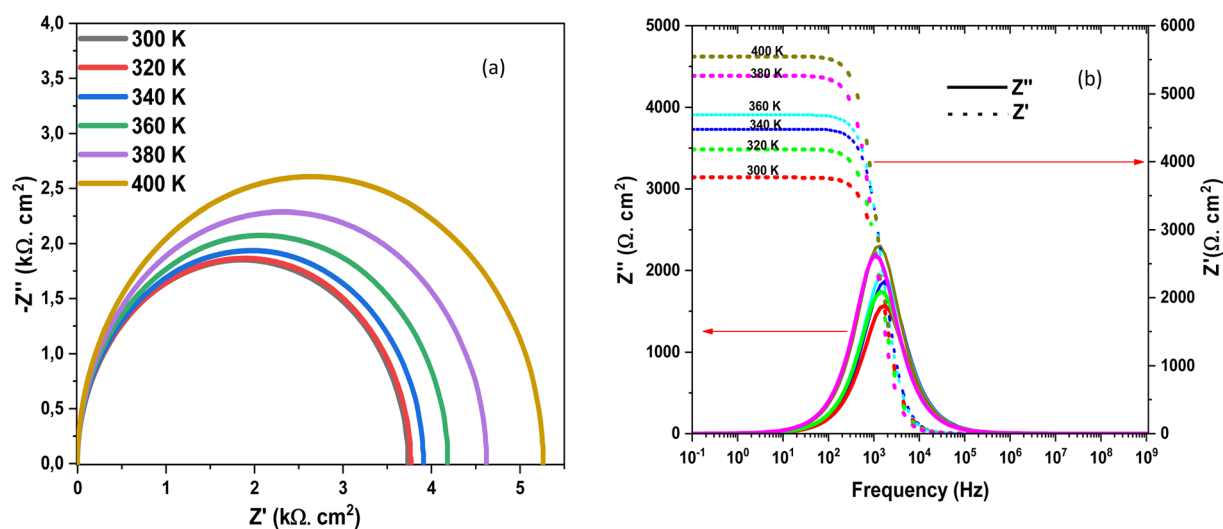 4,0
3,5
3,0
2,5
2,0
1,5
1,0
0,5
0,0
-Z'' (kΩ. cm²)
300 K
320 K
340 K
360 K
380 K
400 K
(a)
0 1 2 3 4 5
Z' (kΩ. cm²)
5000
4000
3000
2000
1000
0
Z'' (Ω. cm²)
400 K
380 K
360 K
340 K
320 K
300 K
Z''
Z'
(b)
6000
5000
4000
3000
2000
1000
0
Z'(Ω. cm²)
10⁻¹ 10⁰ 10¹ 10² 10³ 10⁴ 10⁵ 10⁶ 10⁷ 10⁸ 10⁹
Frequency (Hz)